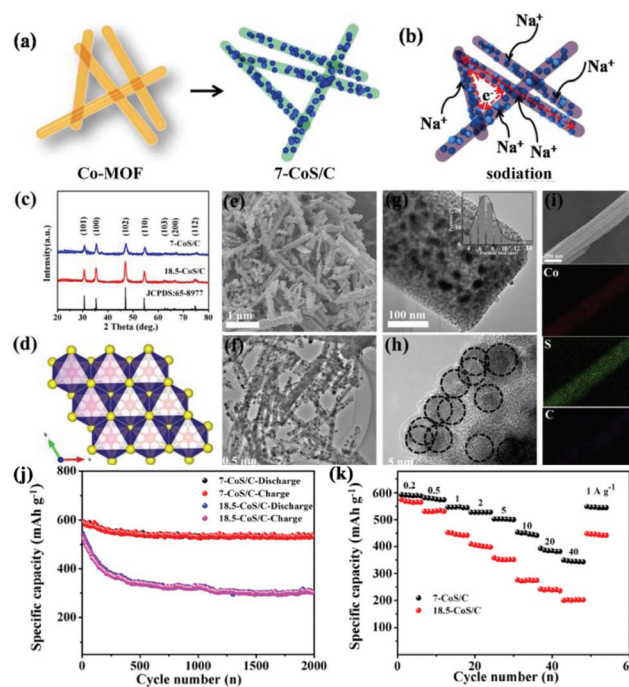 (a)
Co-MOF
7-CoS/C
(b)
Na⁺
Na⁺
e⁻
Na⁺
Na⁺
Na⁺
Na⁺
sodiation
(c)
Intensity(a.u.)
(101)
(100)
(102)
(110)
(103)
(200)
(112)
7-CoS/C
18.5-CoS/C
JCPDS:65-8977
20 30 40 50 60 70 80
2 Theta (deg.)
(d)
(e)
1 μm
(f)
0.5 μm
(g)
100 nm
(h)
5 nm
(i)
Co
S
C
(j)
Specific capacity (mAh g⁻¹)
800
600
400
200
7-CoS/C-Discharge
7-CoS/C-Charge
18.5-CoS/C-Discharge
18.5-CoS/C-Charge
0 500 1000 1500 2000
Cycle number (n)
(k)
Specific capacity (mAh g⁻¹)
600
500
400
300
200
100
0.2 0.5 1 2 5 10 20 40 1 A g⁻¹
7-CoS/C
18.5-CoS/C
0 20 40 60
Cycle number (n)